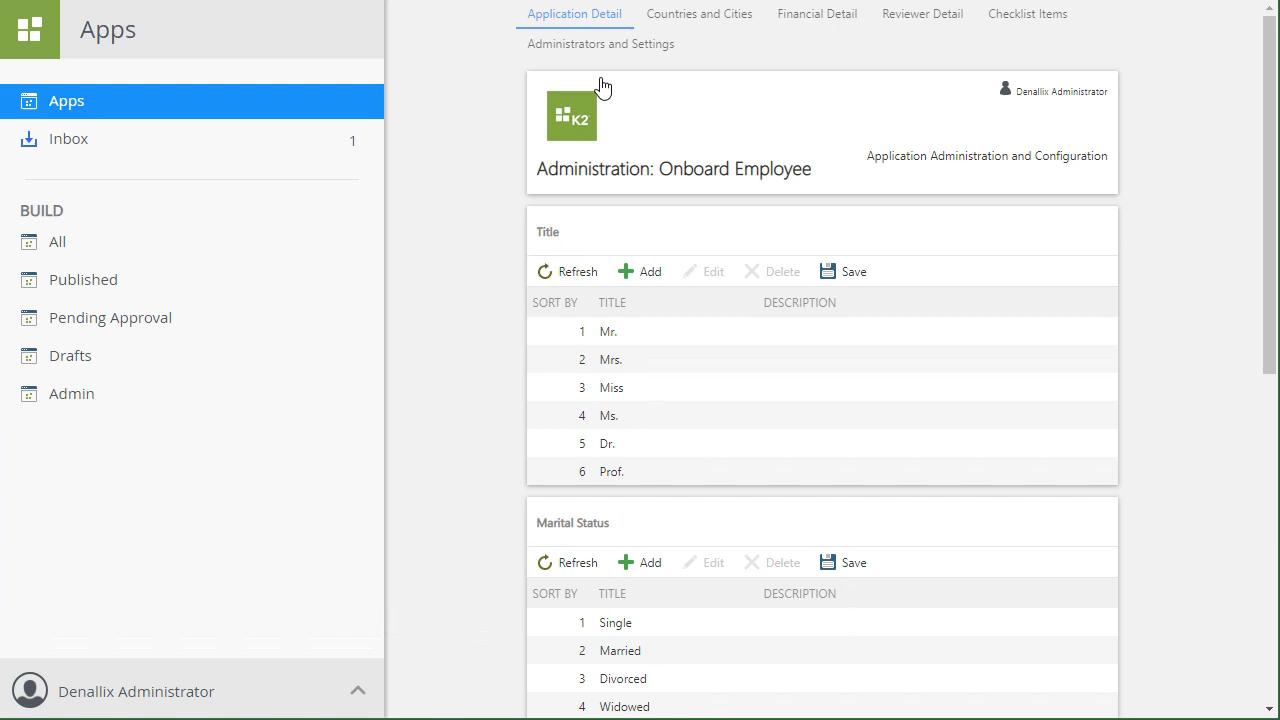 Apps
Apps
Inbox 1
BUILD
All
Published
Pending Approval
Drafts
Admin
Denallix Administrator
Application Detail Countries and Cities Financial Detail Reviewer Detail Checklist Items
Administrators and Settings
K2
Denallix Administrator
Application Administration and Configuration
Administration: Onboard Employee
Title
Refresh Add Edit Delete Save
SORT BY TITLE DESCRIPTION
1 Mr.
2 Mrs.
3 Miss
4 Ms.
5 Dr.
6 Prof.
Marital Status
Refresh Add Edit Delete Save
SORT BY TITLE DESCRIPTION
1 Single
2 Married
3 Divorced
4 Widowed